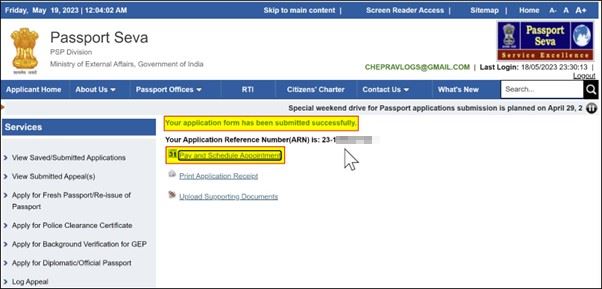 Friday, May 19, 2023 | 12:04:02 AM
Skip to main content | Screen Reader Access | Sitemap | Home A- A A+
Passport Seva
PSP Division
Ministry of External Affairs, Government of India
Passport
Seva
Service Excellence
CHEPRAVLOGS@GMAIL.COM | Last Login: 18/05/2023 23:30:13 |
Logout
Applicant Home About Us Passport Offices RTI Citizens' Charter Contact Us What's New Search...
Special weekend drive for Passport applications submission is planned on April 29, 2
Services
View Saved/Submitted Applications
View Submitted Appeal(s)
Apply for Fresh Passport/Re-issue of
Passport
Apply for Police Clearance Certificate
Apply for Background Verification for GEP
Apply for Diplomatic/Official Passport
Log Appeal
Your application form has been submitted successfully.
Your Application Reference Number(ARN) is: 23-1
31 Pay and Schedule Appointment
Print Application Receipt
Upload Supporting Documents